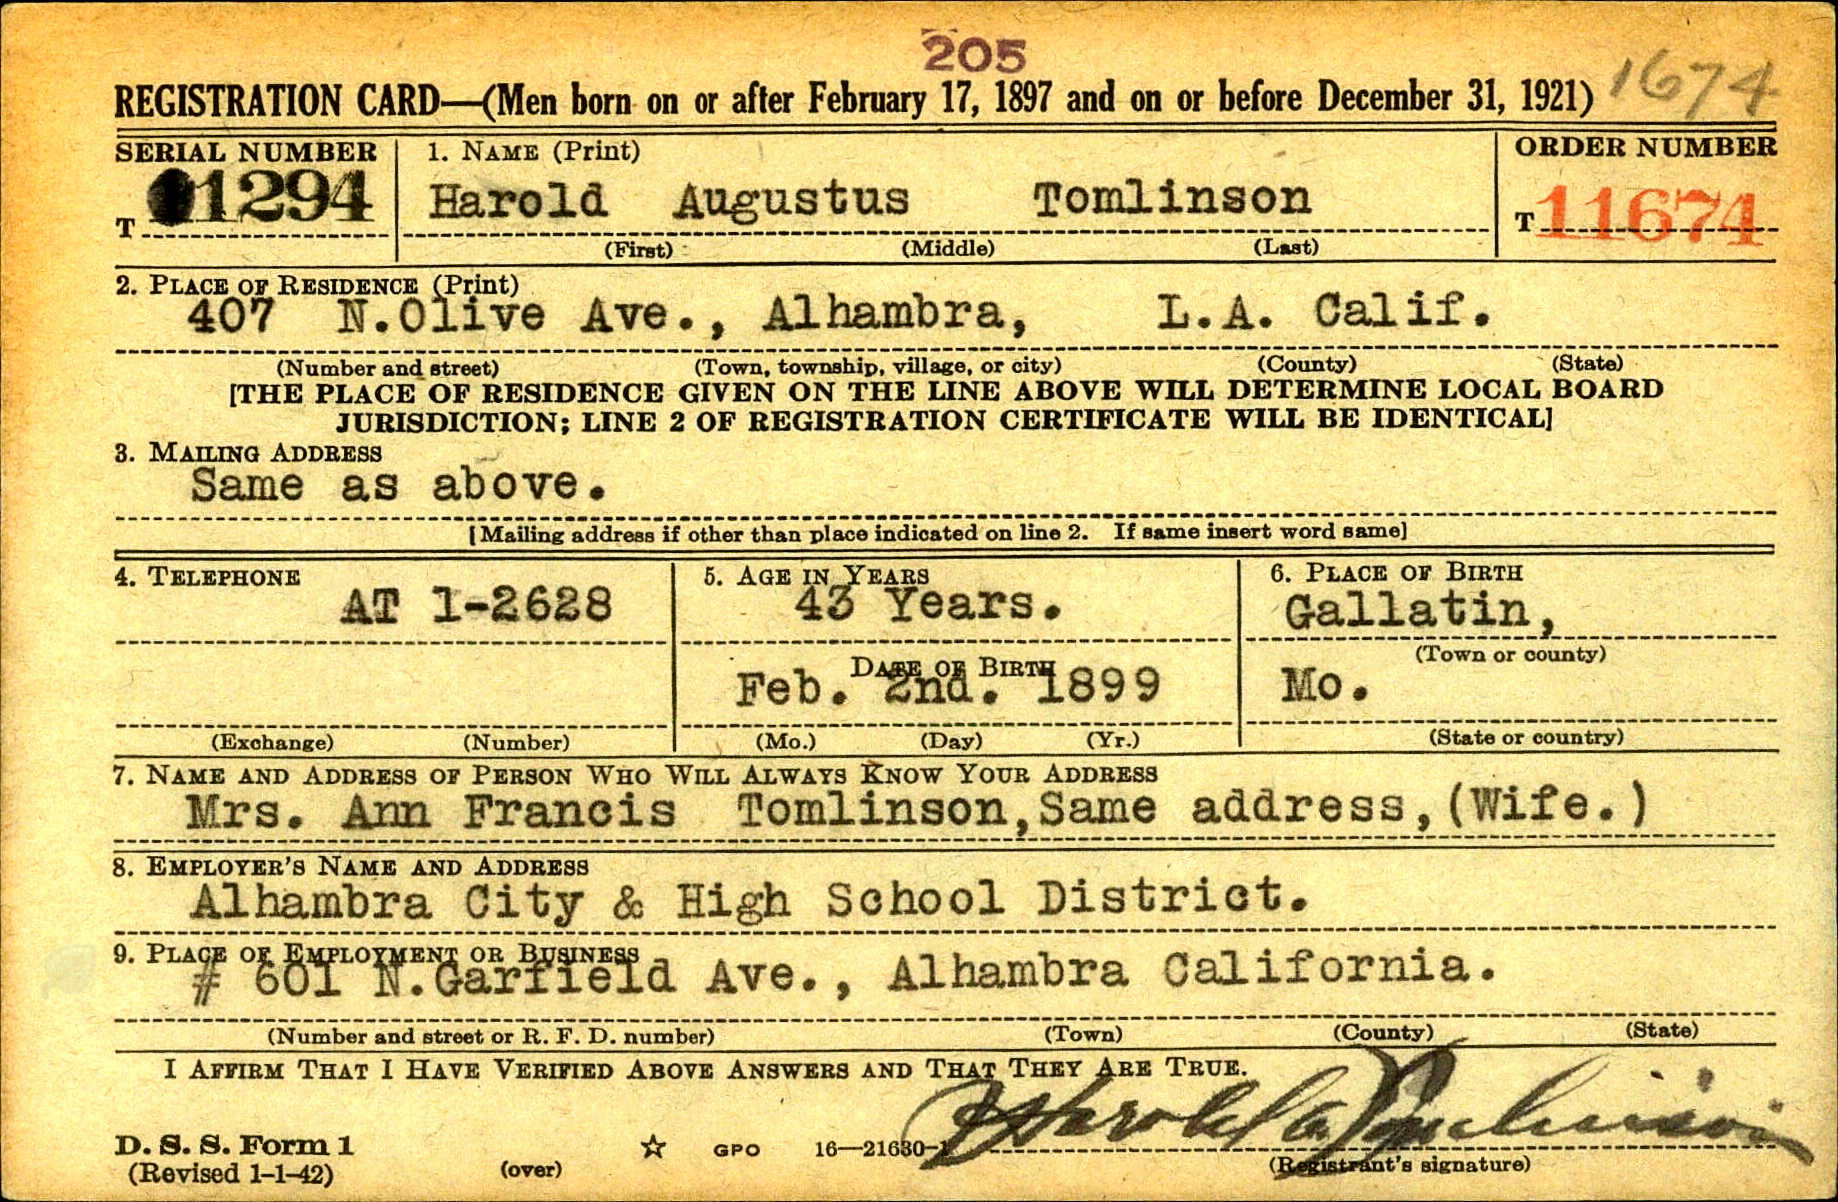 205
REGISTRATION CARD—(Men born on or after February 17, 1897 and on or before December 31, 1921) 1674
SERIAL NUMBER
T 1294
1. NAME (Print)
Harold Augustus Tomlinson
(First) (Middle) (Last)
ORDER NUMBER
T 11674
2. PLACE OF RESIDENCE (Print)
407 N.Olive Ave., Alhambra, L.A. Calif.
(Number and street) (Town, township, village, or city) (County) (State)
[THE PLACE OF RESIDENCE GIVEN ON THE LINE ABOVE WILL DETERMINE LOCAL BOARD
JURISDICTION; LINE 2 OF REGISTRATION CERTIFICATE WILL BE IDENTICAL]
3. MAILING ADDRESS
Same as above.
[Mailing address if other than place indicated on line 2. If same insert word same]
4. TELEPHONE
AT 1-2628
(Exchange) (Number)
5. AGE IN YEARS
43 Years.
DATE OF BIRTH
Feb. 2nd. 1899
(Mo.) (Day) (Yr.)
6. PLACE OF BIRTH
Gallatin,
(Town or county)
Mo.
(State or country)
7. NAME AND ADDRESS OF PERSON WHO WILL ALWAYS KNOW YOUR ADDRESS
Mrs. Ann Francis Tomlinson,Same address,(Wife.)
8. EMPLOYER'S NAME AND ADDRESS
Alhambra City & High School District.
9. PLACE OF EMPLOYMENT OR BUSINESS
# 601 N.Garfield Ave., Alhambra California.
(Number and street or R. F. D. number) (Town) (County) (State)
I AFFIRM THAT I HAVE VERIFIED ABOVE ANSWERS AND THAT THEY ARE TRUE.
Harold A. Tomlinson
D. S. S. Form 1
(Revised 1-1-42) (over) GPO 16—21630-1 (Registrant's signature)